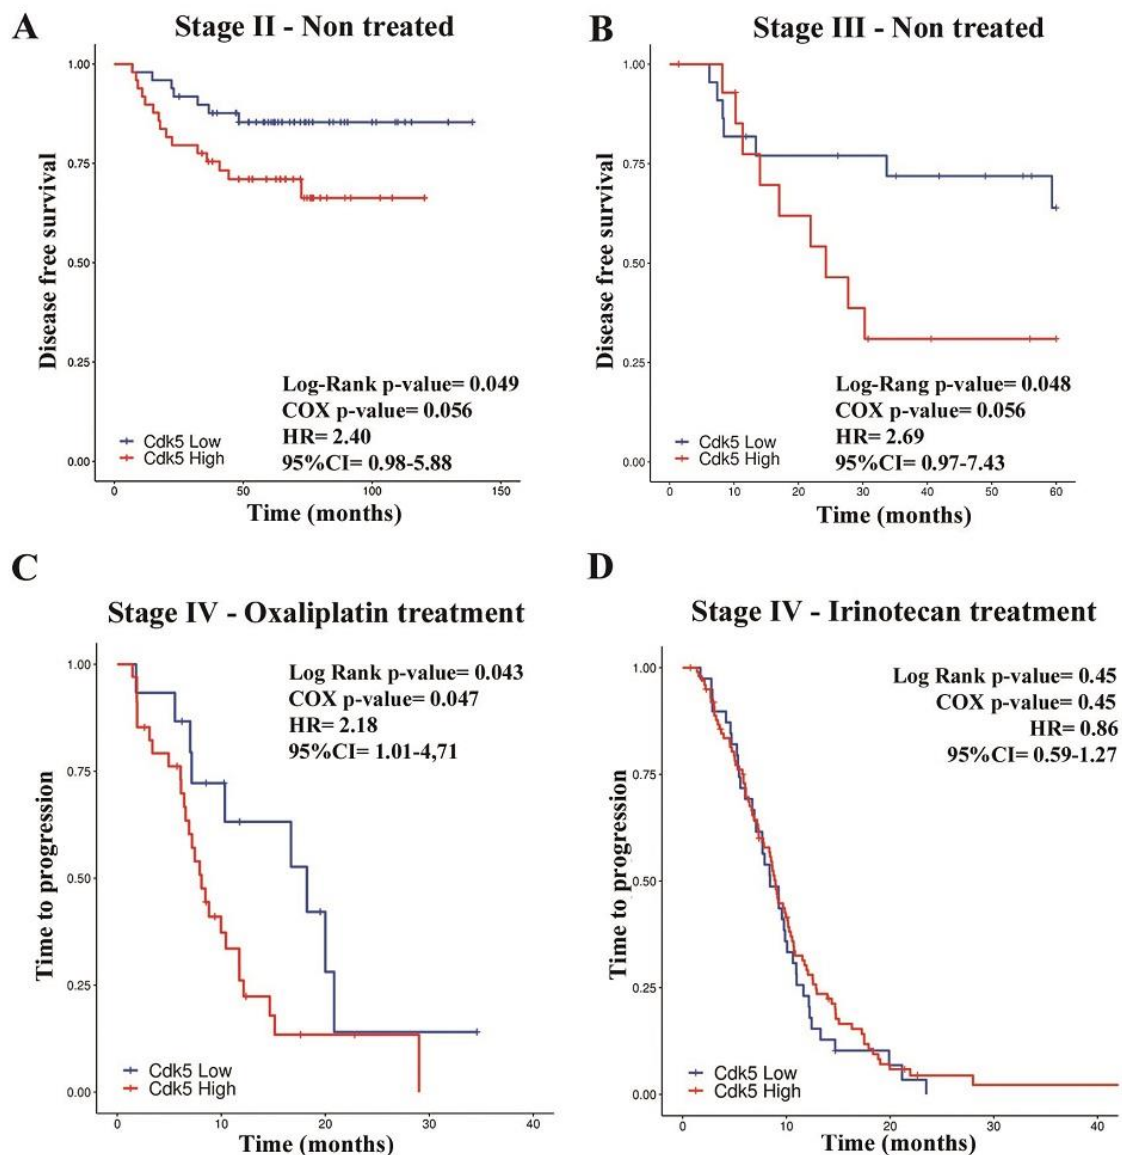 A
Stage II - Non treated
1.00
0.75
0.50
0.25
0.00
Disease free survival
Log-Rank p-value= 0.049
COX p-value= 0.056
HR= 2.40
95%CI= 0.98-5.88
Cdk5 Low
Cdk5 High
0
50
100
150
Time (months)
B
Stage III - Non treated
1.00
0.75
0.50
0.25
0.00
Disease free survival
Log-Rang p-value= 0.048
COX p-value= 0.056
HR= 2.69
95%CI= 0.97-7.43
Cdk5 Low
Cdk5 High
0
10
20
30
40
50
60
Time (months)
C
Stage IV - Oxaliplatin treatment
1.00
0.75
0.50
0.25
0.00
Time to progression
Log Rank p-value= 0.043
COX p-value= 0.047
HR= 2.18
95%CI= 1.01-4,71
Cdk5 Low
Cdk5 High
0
10
20
30
40
Time (months)
D
Stage IV - Irinotecan treatment
1.00
0.75
0.50
0.25
0.00
Time to progression
Log Rank p-value= 0.45
COX p-value= 0.45
HR= 0.86
95%CI= 0.59-1.27
Cdk5 Low
Cdk5 High
0
10
20
30
40
Time (months)